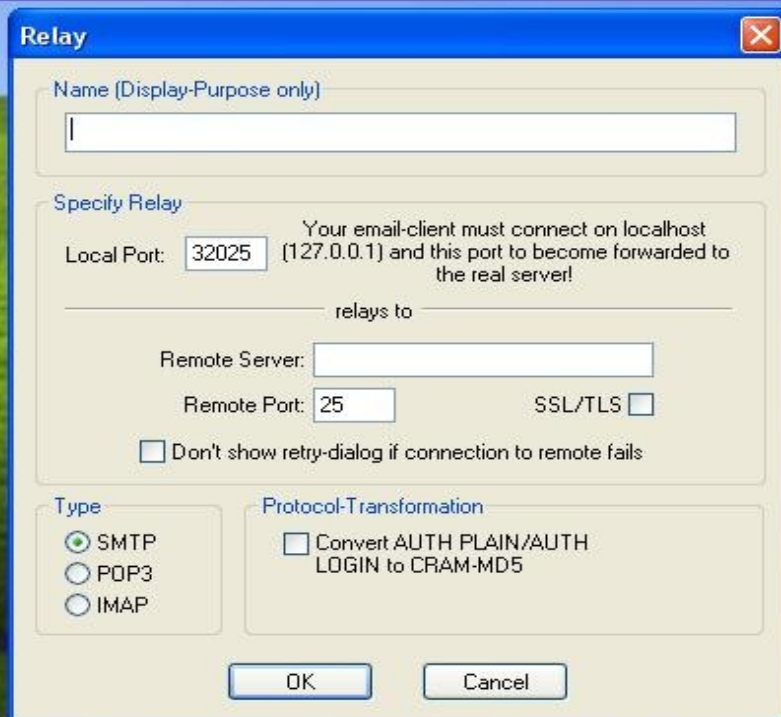 Relay
Name (Display-Purpose only)
Specify Relay
Local Port: 32025
Your email-client must connect on localhost
(127.0.0.1) and this port to become forwarded to
the real server!
relays to
Remote Server:
Remote Port: 25 SSL/TLS
Don't show retry-dialog if connection to remote fails
Type
SMTP
POP3
IMAP
Protocol-Transformation
Convert AUTH PLAIN/AUTH
LOGIN to CRAM-MD5
OK Cancel